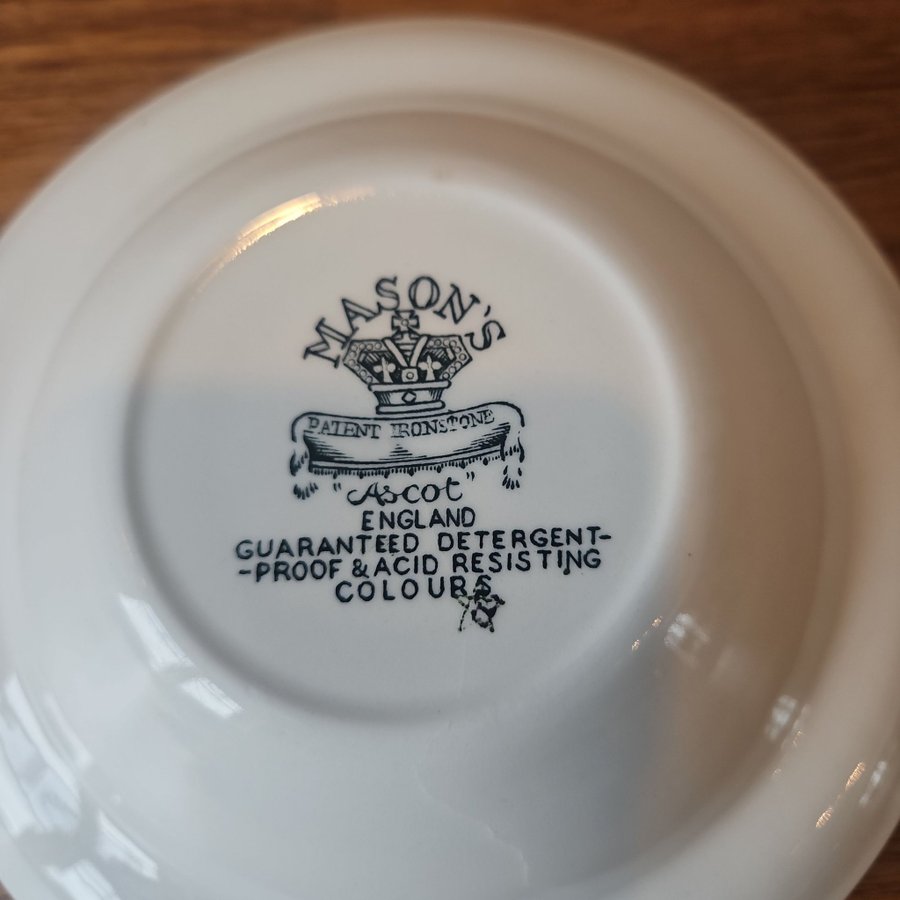 MASON'S
PATENT IRONSTONE
"Ascot"
ENGLAND
GUARANTEED DETERGENT-
-PROOF & ACID RESISTING
COLOURS